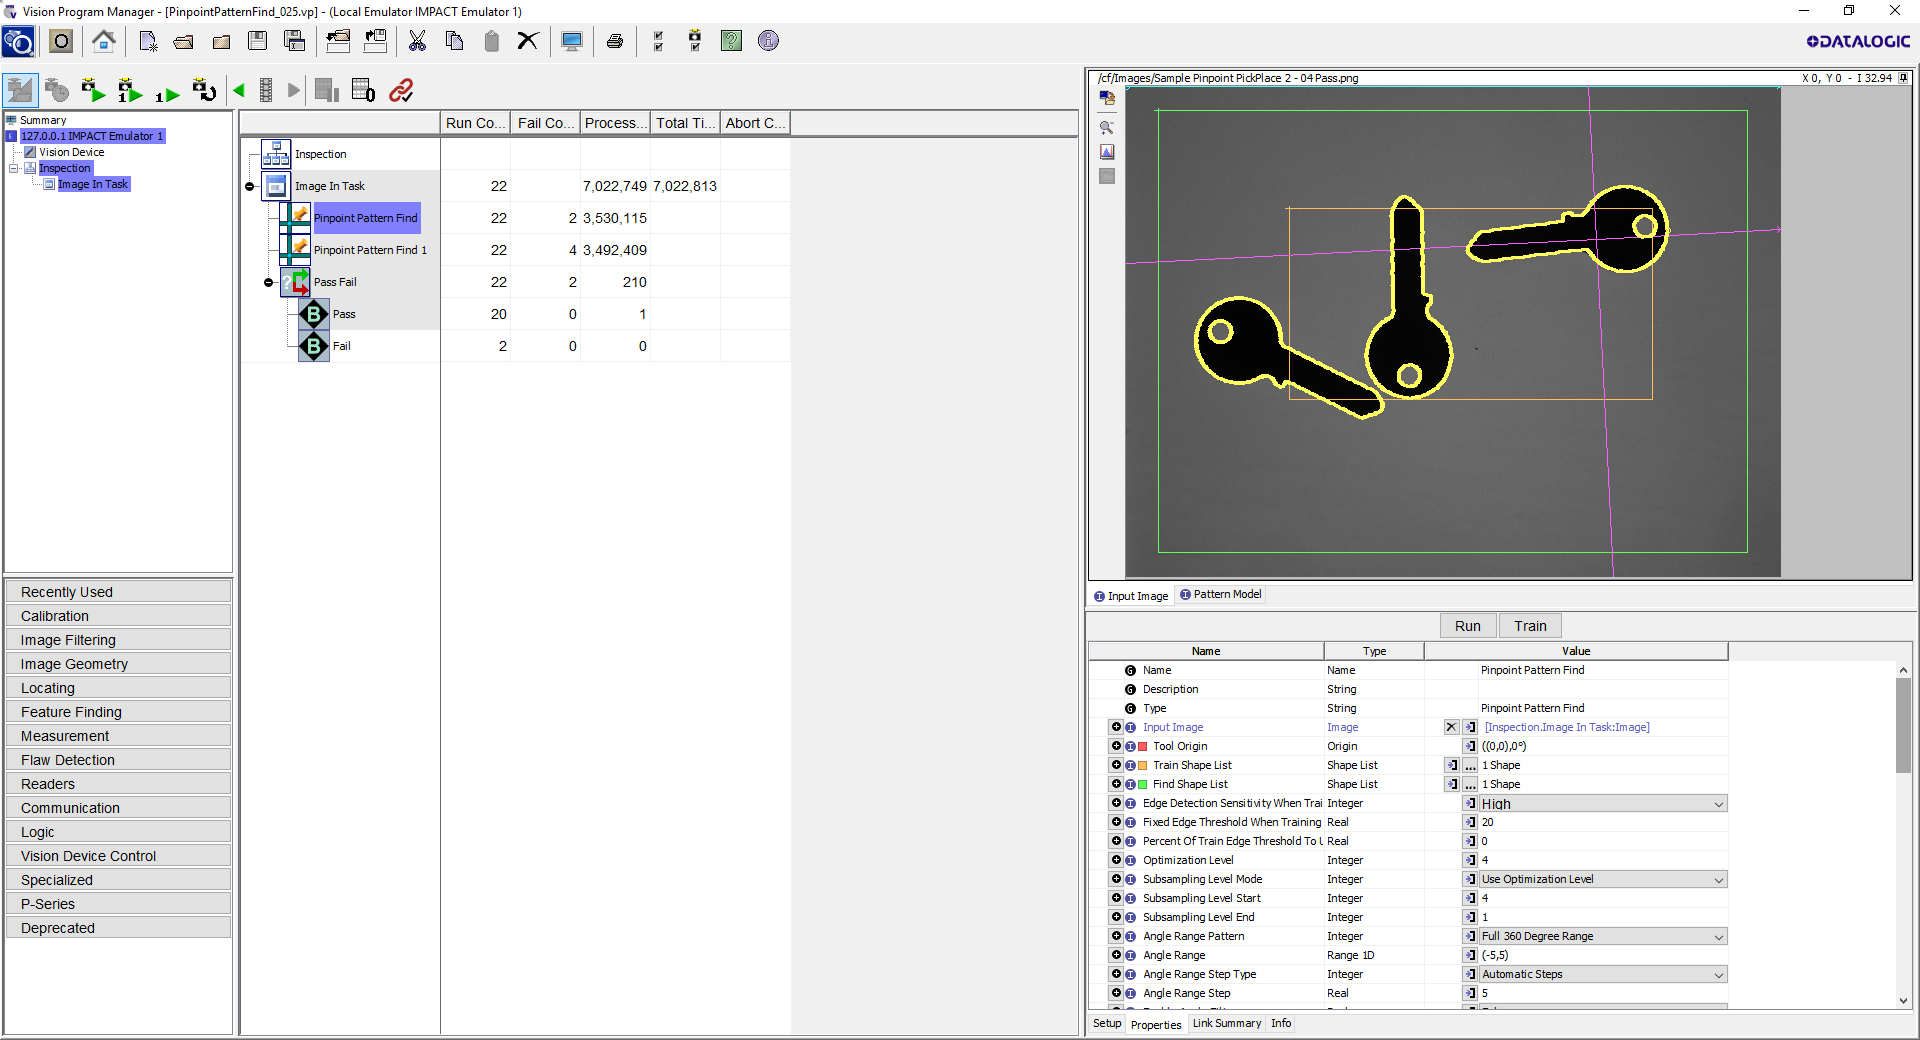 Vision Program Manager - [PinpointPatternFind_025.vp] - (Local Emulator IMPACT Emulator 1)
DATALOGIC
Summary
127.0.0.1 IMPACT Emulator 1
Vision Device
Inspection
Image In Task
Recently Used
Calibration
Image Filtering
Image Geometry
Locating
Feature Finding
Measurement
Flaw Detection
Readers
Communication
Logic
Vision Device Control
Specialized
P-Series
Deprecated
Run Co... Fail Co... Process... Total Ti... Abort C...
Inspection
Image In Task 22 7,022,749 7,022,813
Pinpoint Pattern Find 22 2 3,530,115
Pinpoint Pattern Find 1 22 4 3,492,409
Pass Fail 22 2 210
B Pass 20 0 1
B Fail 2 0 0
/cf/Images/Sample Pinpoint PickPlace 2 - 04 Pass.png X 0, Y 0 - I 32.94
Input Image Pattern Model
Run Train
Name Type Value
Name Name Pinpoint Pattern Find
Description String
Type String Pinpoint Pattern Find
Input Image Image [Inspection.Image In Task:Image]
Tool Origin Origin ((0,0),0°)
Train Shape List Shape List ... 1 Shape
Find Shape List Shape List ... 1 Shape
Edge Detection Sensitivity When Trai Integer High
Fixed Edge Threshold When Training Real 20
Percent Of Train Edge Threshold To U Real 0
Optimization Level Integer 4
Subsampling Level Mode Integer Use Optimization Level
Subsampling Level Start Integer 4
Subsampling Level End Integer 1
Angle Range Pattern Integer Full 360 Degree Range
Angle Range Range 1D (-5,5)
Angle Range Step Type Integer Automatic Steps
Angle Range Step Real 5
Setup Properties Link Summary Info